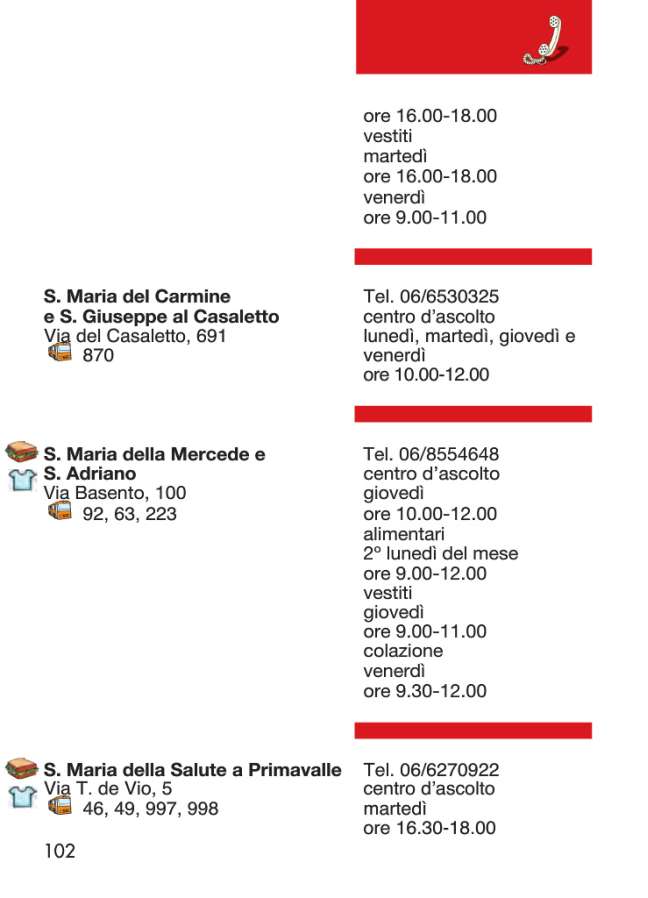 ore 16.00-18.00
vestiti
martedì
ore 16.00-18.00
venerdì
ore 9.00-11.00
S. Maria del Carmine
e S. Giuseppe al Casaletto
Via del Casaletto, 691
870
Tel. 06/6530325
centro d'ascolto
lunedì, martedì, giovedì e
venerdì
ore 10.00-12.00
S. Maria della Mercede e
S. Adriano
Via Basento, 100
92, 63, 223
Tel. 06/8554648
centro d'ascolto
giovedì
ore 10.00-12.00
alimentari
2º lunedì del mese
ore 9.00-12.00
vestiti
giovedì
ore 9.00-11.00
colazione
venerdì
ore 9.30-12.00
S. Maria della Salute a Primavalle
Via T. de Vio, 5
46, 49, 997, 998
Tel. 06/6270922
centro d'ascolto
martedì
ore 16.30-18.00
102